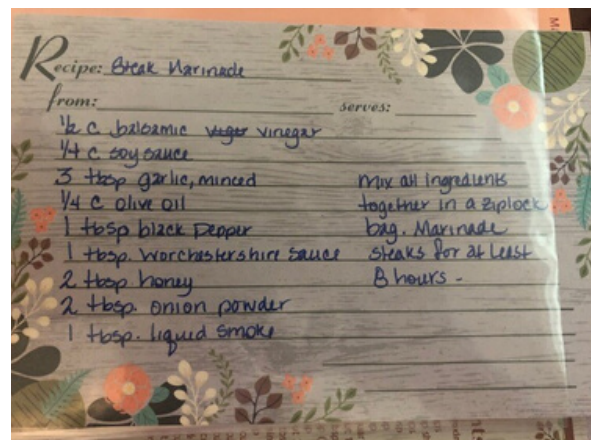 Recipe: Steak Marinade
from:
serves:
1/2 c balsamic vinegar
1/4 c soy sauce
3 tbsp garlic, minced
1/4 c olive oil
1 tbsp black pepper
1 tbsp. worchastershire sauce
2 tbsp honey
2 tbsp. onion powder
1 tbsp. liquid smoke
mix all ingredients
together in a ziplock
bag. Marinade
steaks for at least
8 hours -